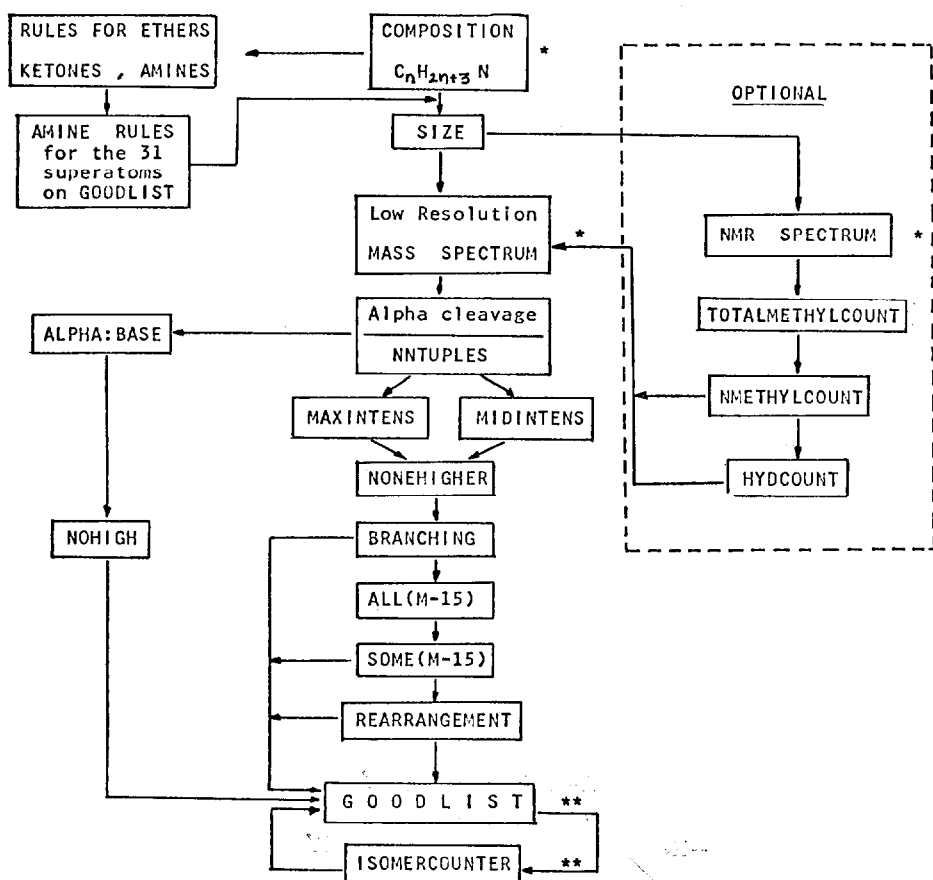 RULES FOR ETHERS
KETONES , AMINES
COMPOSITION
CnH2n+3 N
*
AMINE RULES
for the 31
superatoms
on GOODLIST
SIZE
OPTIONAL
Low Resolution
MASS SPECTRUM
*
NMR SPECTRUM
*
Alpha cleavage
NNTUPLES
ALPHA:BASE
TOTALMETHYLCOUNT
MAXINTENS
MIDINTENS
NMETHYLCOUNT
NONEHIGHER
HYDCOUNT
NOHIGH
BRANCHING
ALL(M-15)
SOME(M-15)
REARRANGEMENT
G O O D L I S T
**
ISOMERCOUNTER
**